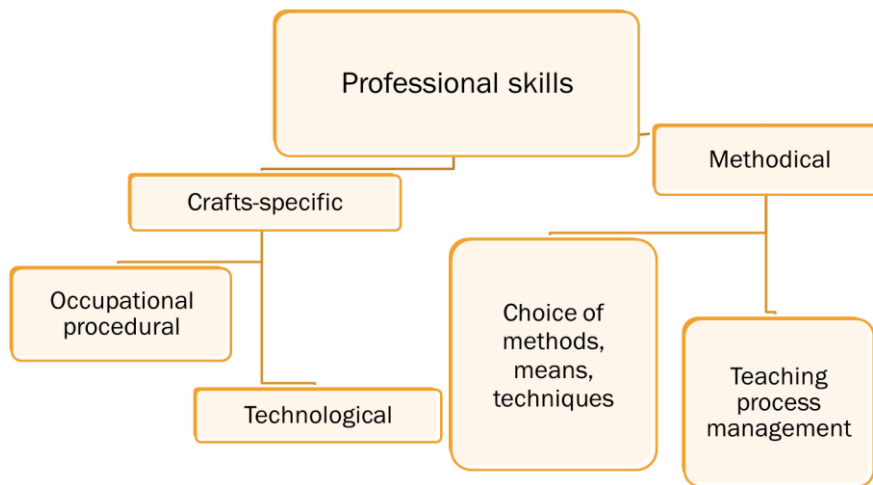 Professional skills
Methodical
Crafts-specific
Occupational
procedural
Technological
Choice of
methods,
means,
techniques
Teaching
process
management